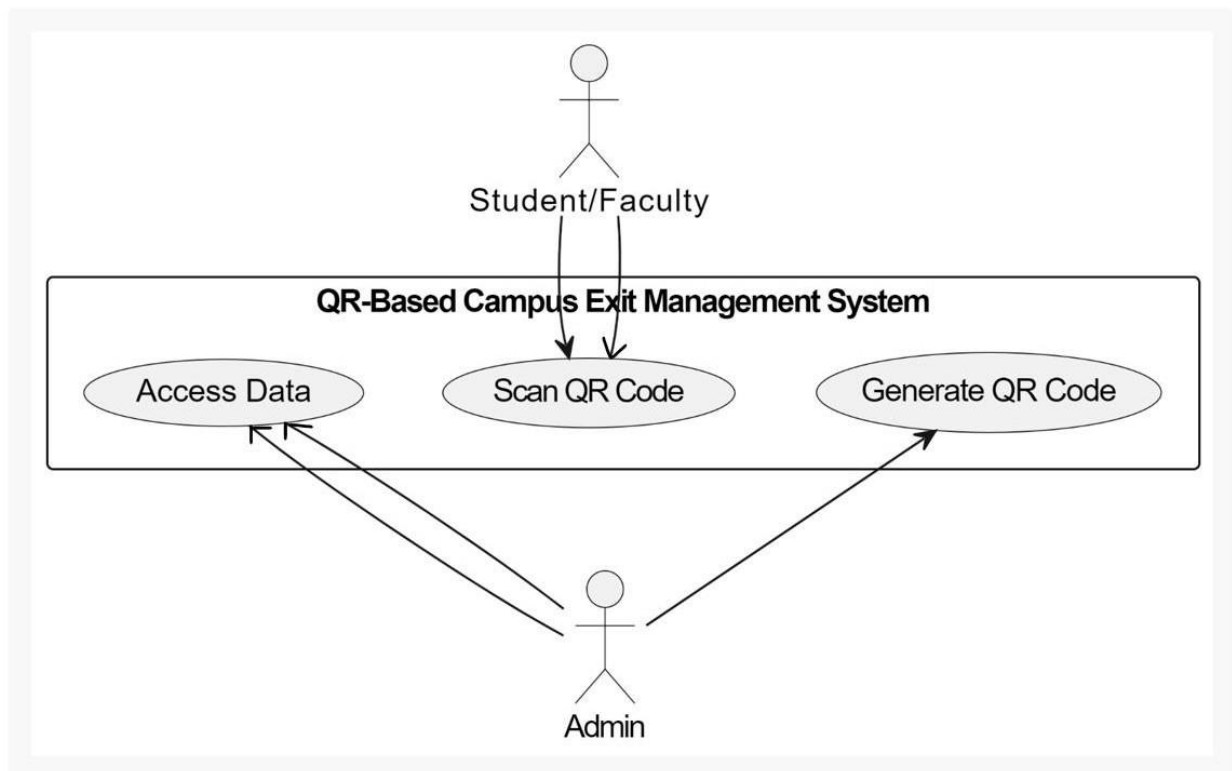 Student/Faculty
QR-Based Campus Exit Management System
Access Data
Scan QR Code
Generate QR Code
Admin